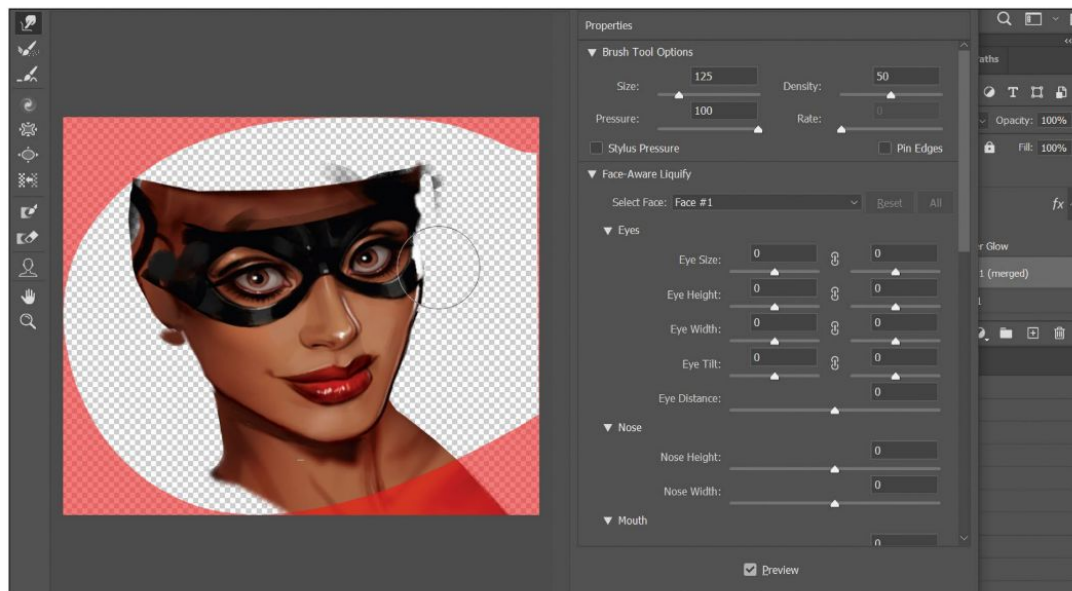 Properties
Brush Tool Options
Size: 125 Density: 50
Pressure: 100 Rate: 0
Stylus Pressure Pin Edges
Face-Aware Liquify
Select Face: Face #1 Reset All
Eyes
Eye Size: 0 0
Eye Height: 0 0
Eye Width: 0 0
Eye Tilt: 0 0
Eye Distance: 0
Nose
Nose Height: 0
Nose Width: 0
Mouth
0
Preview
aths
T
Opacity: 100%
Fill: 100%
fx
r Glow
1 (merged)